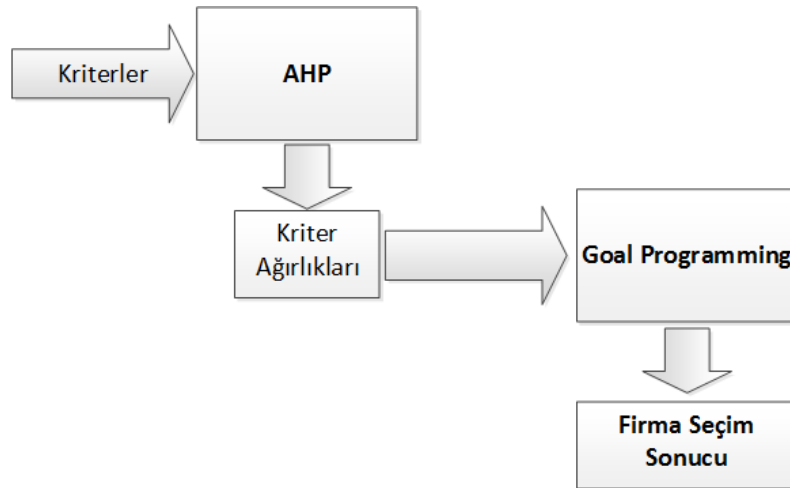 Kriterler
AHP
Kriter
Ağırlıkları
Goal Programming
Firma Seçim
Sonucu